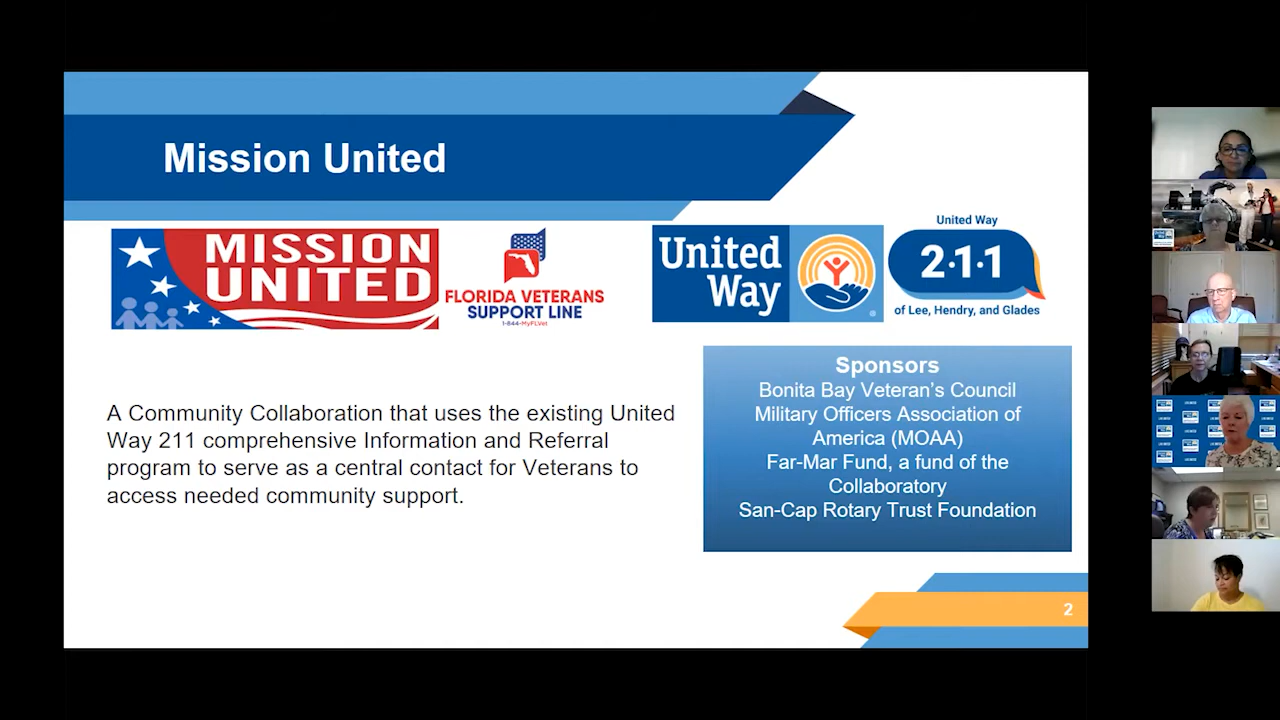 Mission United
MISSION
UNITED
FLORIDA VETERANS
SUPPORT LINE
1-844-MyFLVet
United
Way
United Way
2·1·1
of Lee, Hendry, and Glades
A Community Collaboration that uses the existing United
Way 211 comprehensive Information and Referral
program to serve as a central contact for Veterans to
access needed community support.
Sponsors
Bonita Bay Veteran's Council
Military Officers Association of
America (MOAA)
Far-Mar Fund, a fund of the
Collaboratory
San-Cap Rotary Trust Foundation
2